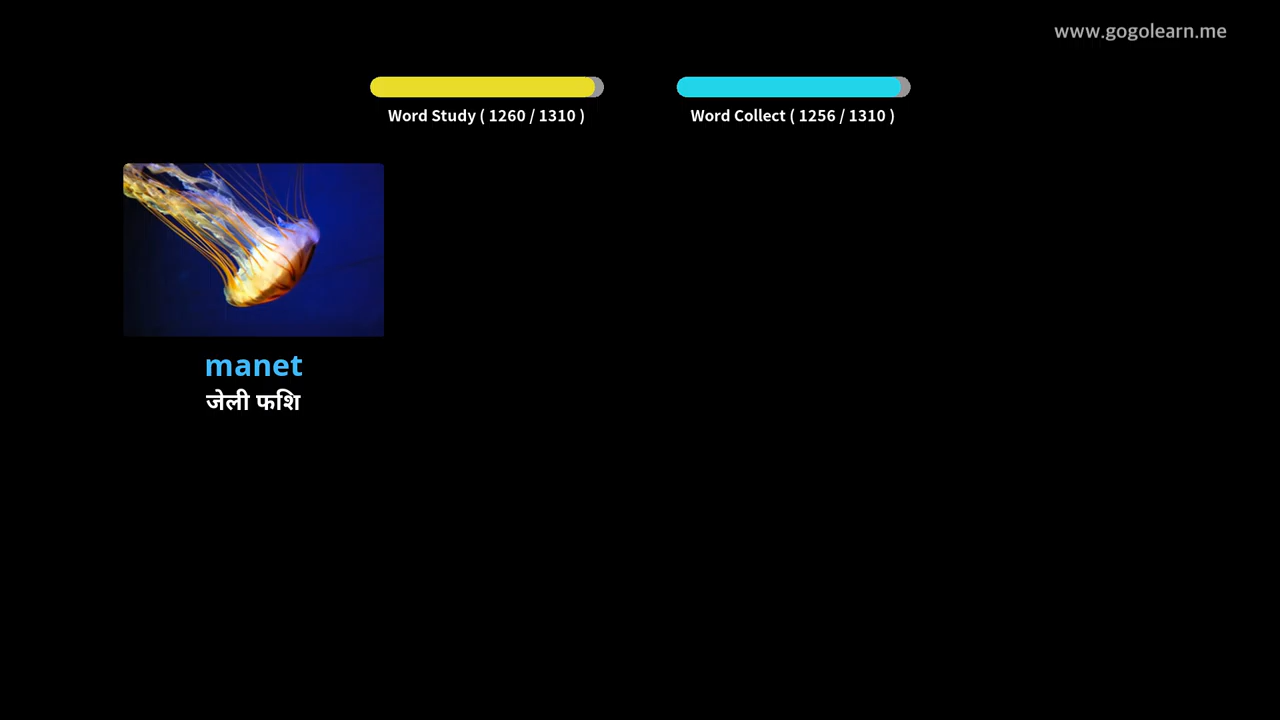 www.gogolearn.me
Word Study ( 1260 / 1310 )
Word Collect ( 1256 / 1310 )
manet
जेली फशि